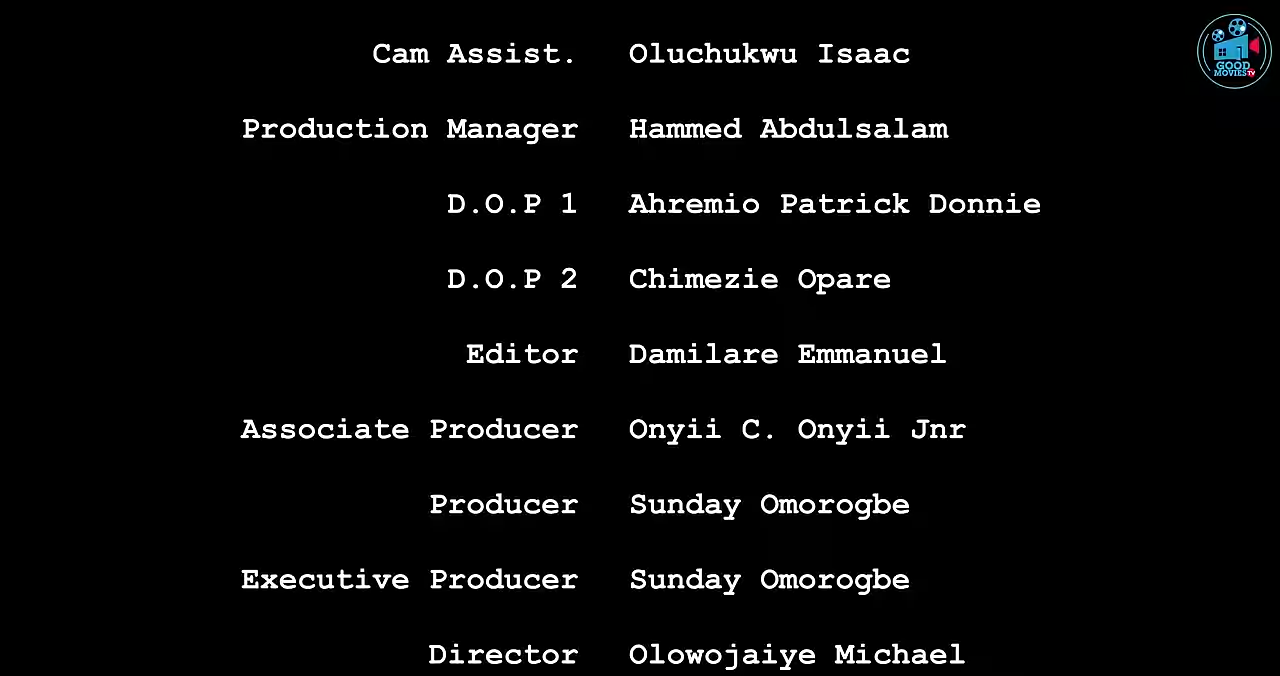 Cam Assist. Oluchukwu Isaac
GOOD
MOVIES TV
Production Manager Hammed Abdulsalam
D.O.P 1 Ahremio Patrick Donnie
D.O.P 2 Chimezie Opare
Editor Damilare Emmanuel
Associate Producer Onyii C. Onyii Jnr
Producer Sunday Omorogbe
Executive Producer Sunday Omorogbe
Director Olowojaiye Michael